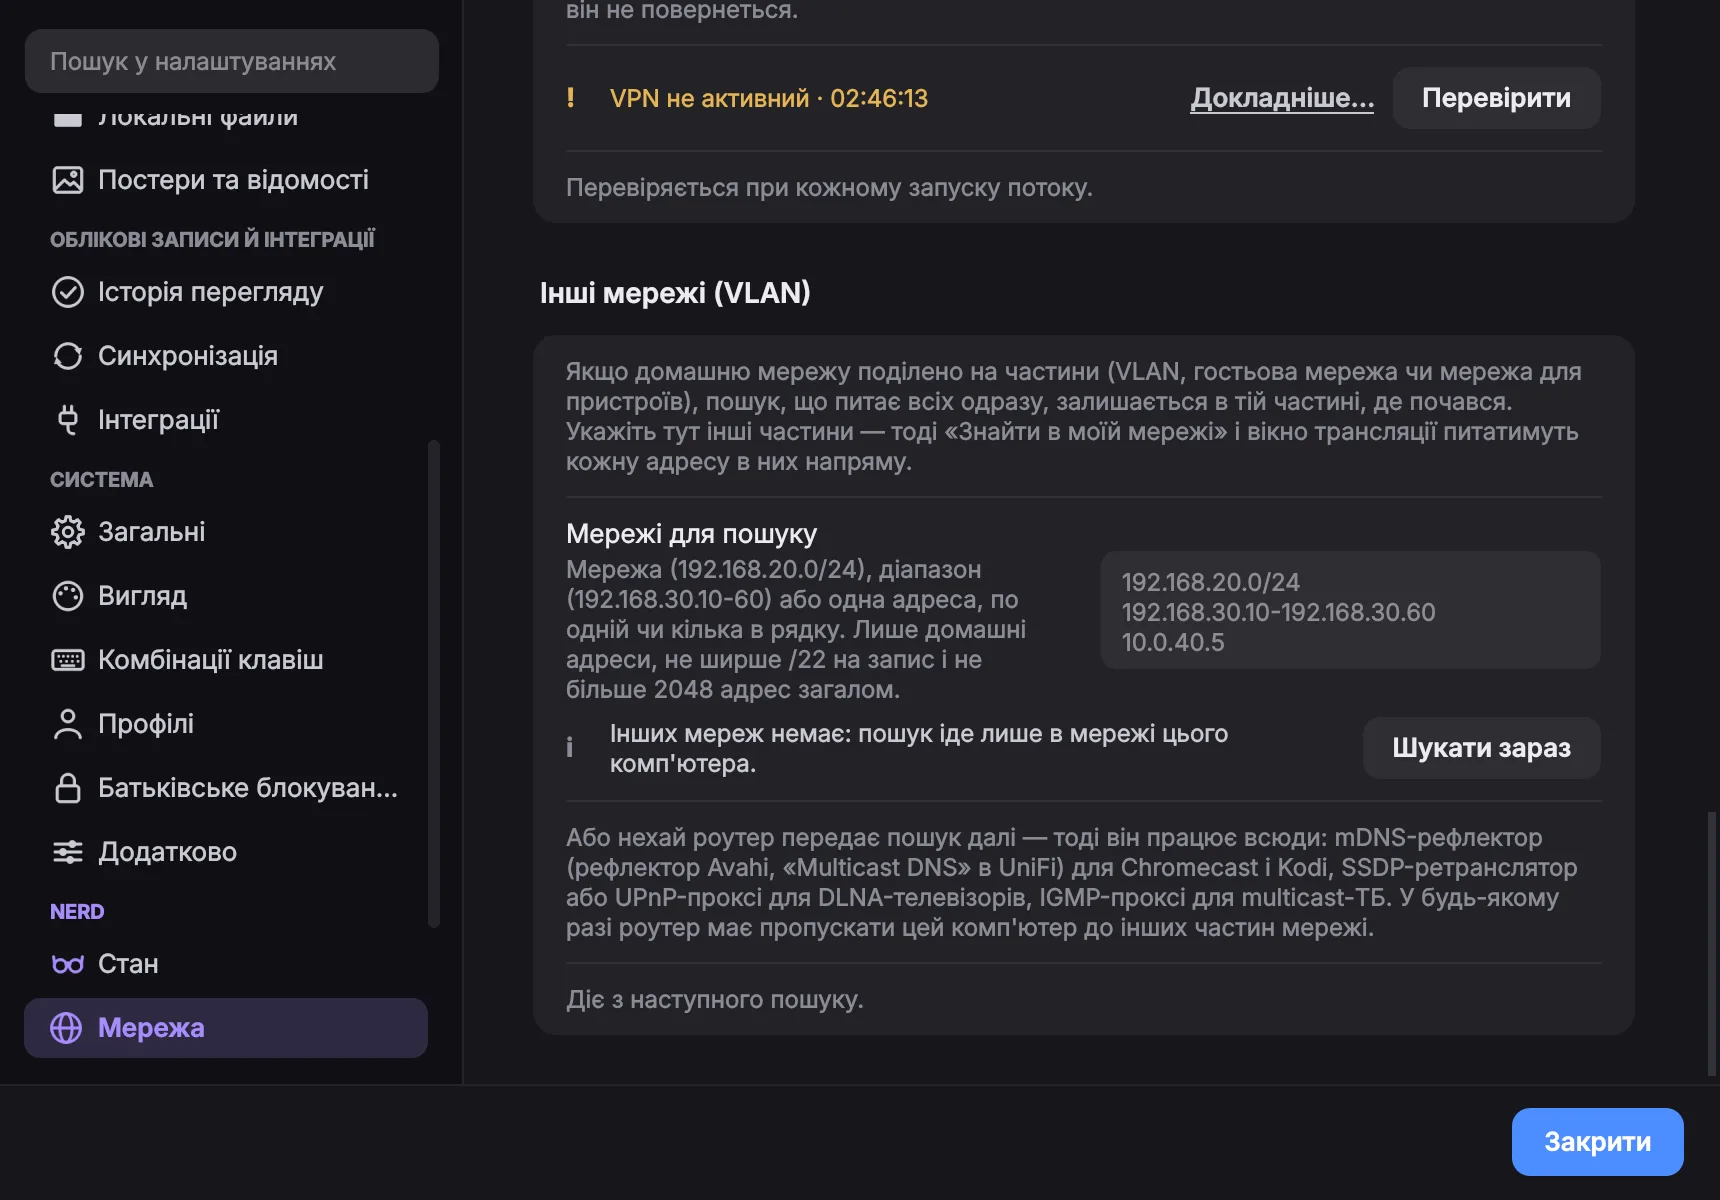 Пошук у налаштуваннях
Локальні файли
Постери та відомості
ОБЛІКОВІ ЗАПИСИ Й ІНТЕГРАЦІЇ
Історія перегляду
Синхронізація
Інтеграції
СИСТЕМА
Загальні
Вигляд
Комбінації клавіш
Профілі
Батьківське блокуван...
Додатково
NERD
Стан
Мережа
він не повернеться.
! VPN не активний · 02:46:13
Докладніше...
Перевірити
Перевіряється при кожному запуску потоку.
Інші мережі (VLAN)
Якщо домашню мережу поділено на частини (VLAN, гостьова мережа чи мережа для
пристроїв), пошук, що питає всіх одразу, залишається в тій частині, де почався.
Укажіть тут інші частини — тоді «Знайти в моїй мережі» і вікно трансляції питатимуть
кожну адресу в них напряму.
Мережі для пошуку
Мережа (192.168.20.0/24), діапазон
(192.168.30.10-60) або одна адреса, по
одній чи кілька в рядку. Лише домашні
адреси, не ширше /22 на запис і не
більше 2048 адрес загалом.
192.168.20.0/24
192.168.30.10-192.168.30.60
10.0.40.5
Інших мереж немає: пошук іде лише в мережі цього
комп'ютера.
Шукати зараз
Або нехай роутер передає пошук далі — тоді він працює всюди: mDNS-рефлектор
(рефлектор Avahi, «Multicast DNS» в UniFi) для Chromecast і Kodi, SSDP-ретранслятор
або UPnP-проксі для DLNA-телевізорів, IGMP-проксі для multicast-ТБ. У будь-якому
разі роутер має пропускати цей комп'ютер до інших частин мережі.
Діє з наступного пошуку.
Закрити